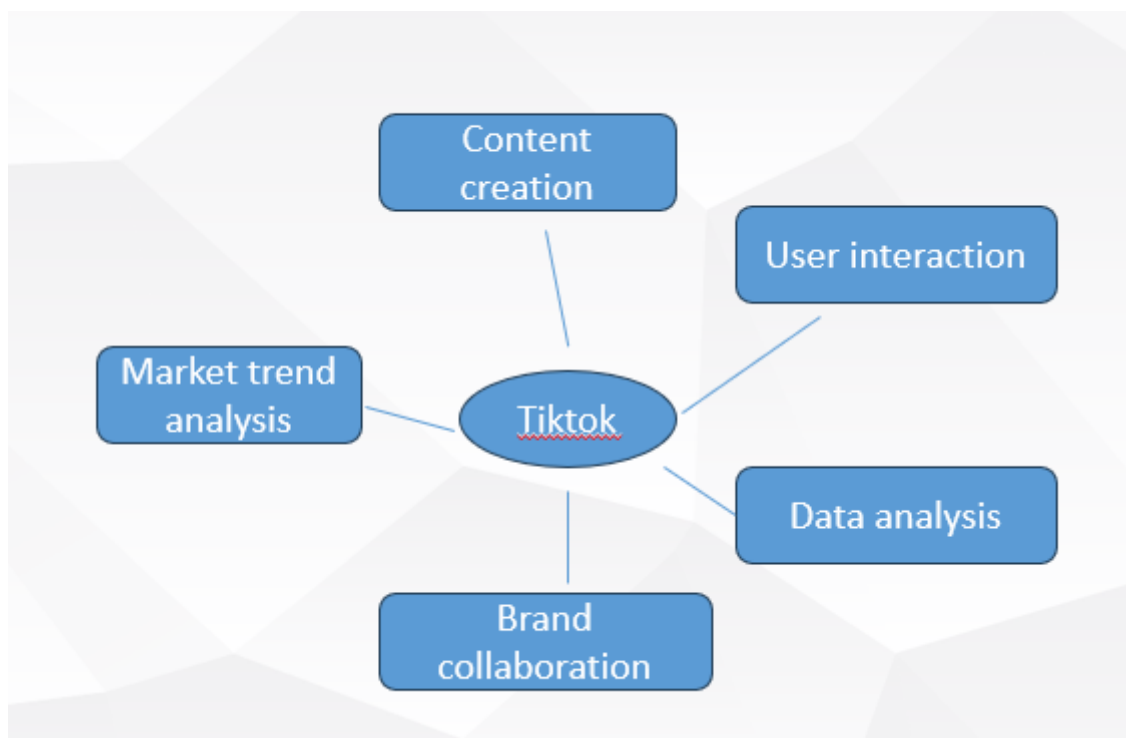 Content
creation
User interaction
Market trend
analysis
Tiktok
Data analysis
Brand
collaboration